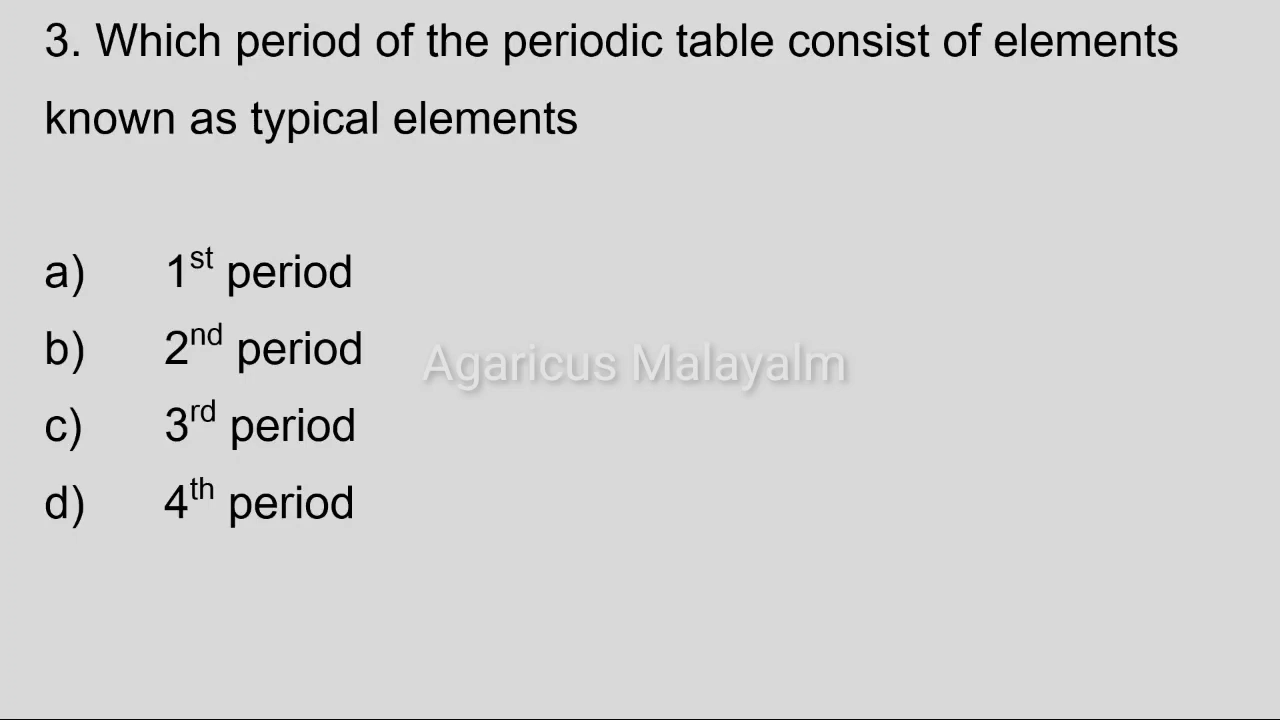 3. Which period of the periodic table consist of elements
known as typical elements
a) 1st period
b) 2nd period
Agaricus Malayalm
c) 3rd period
d) 4th period